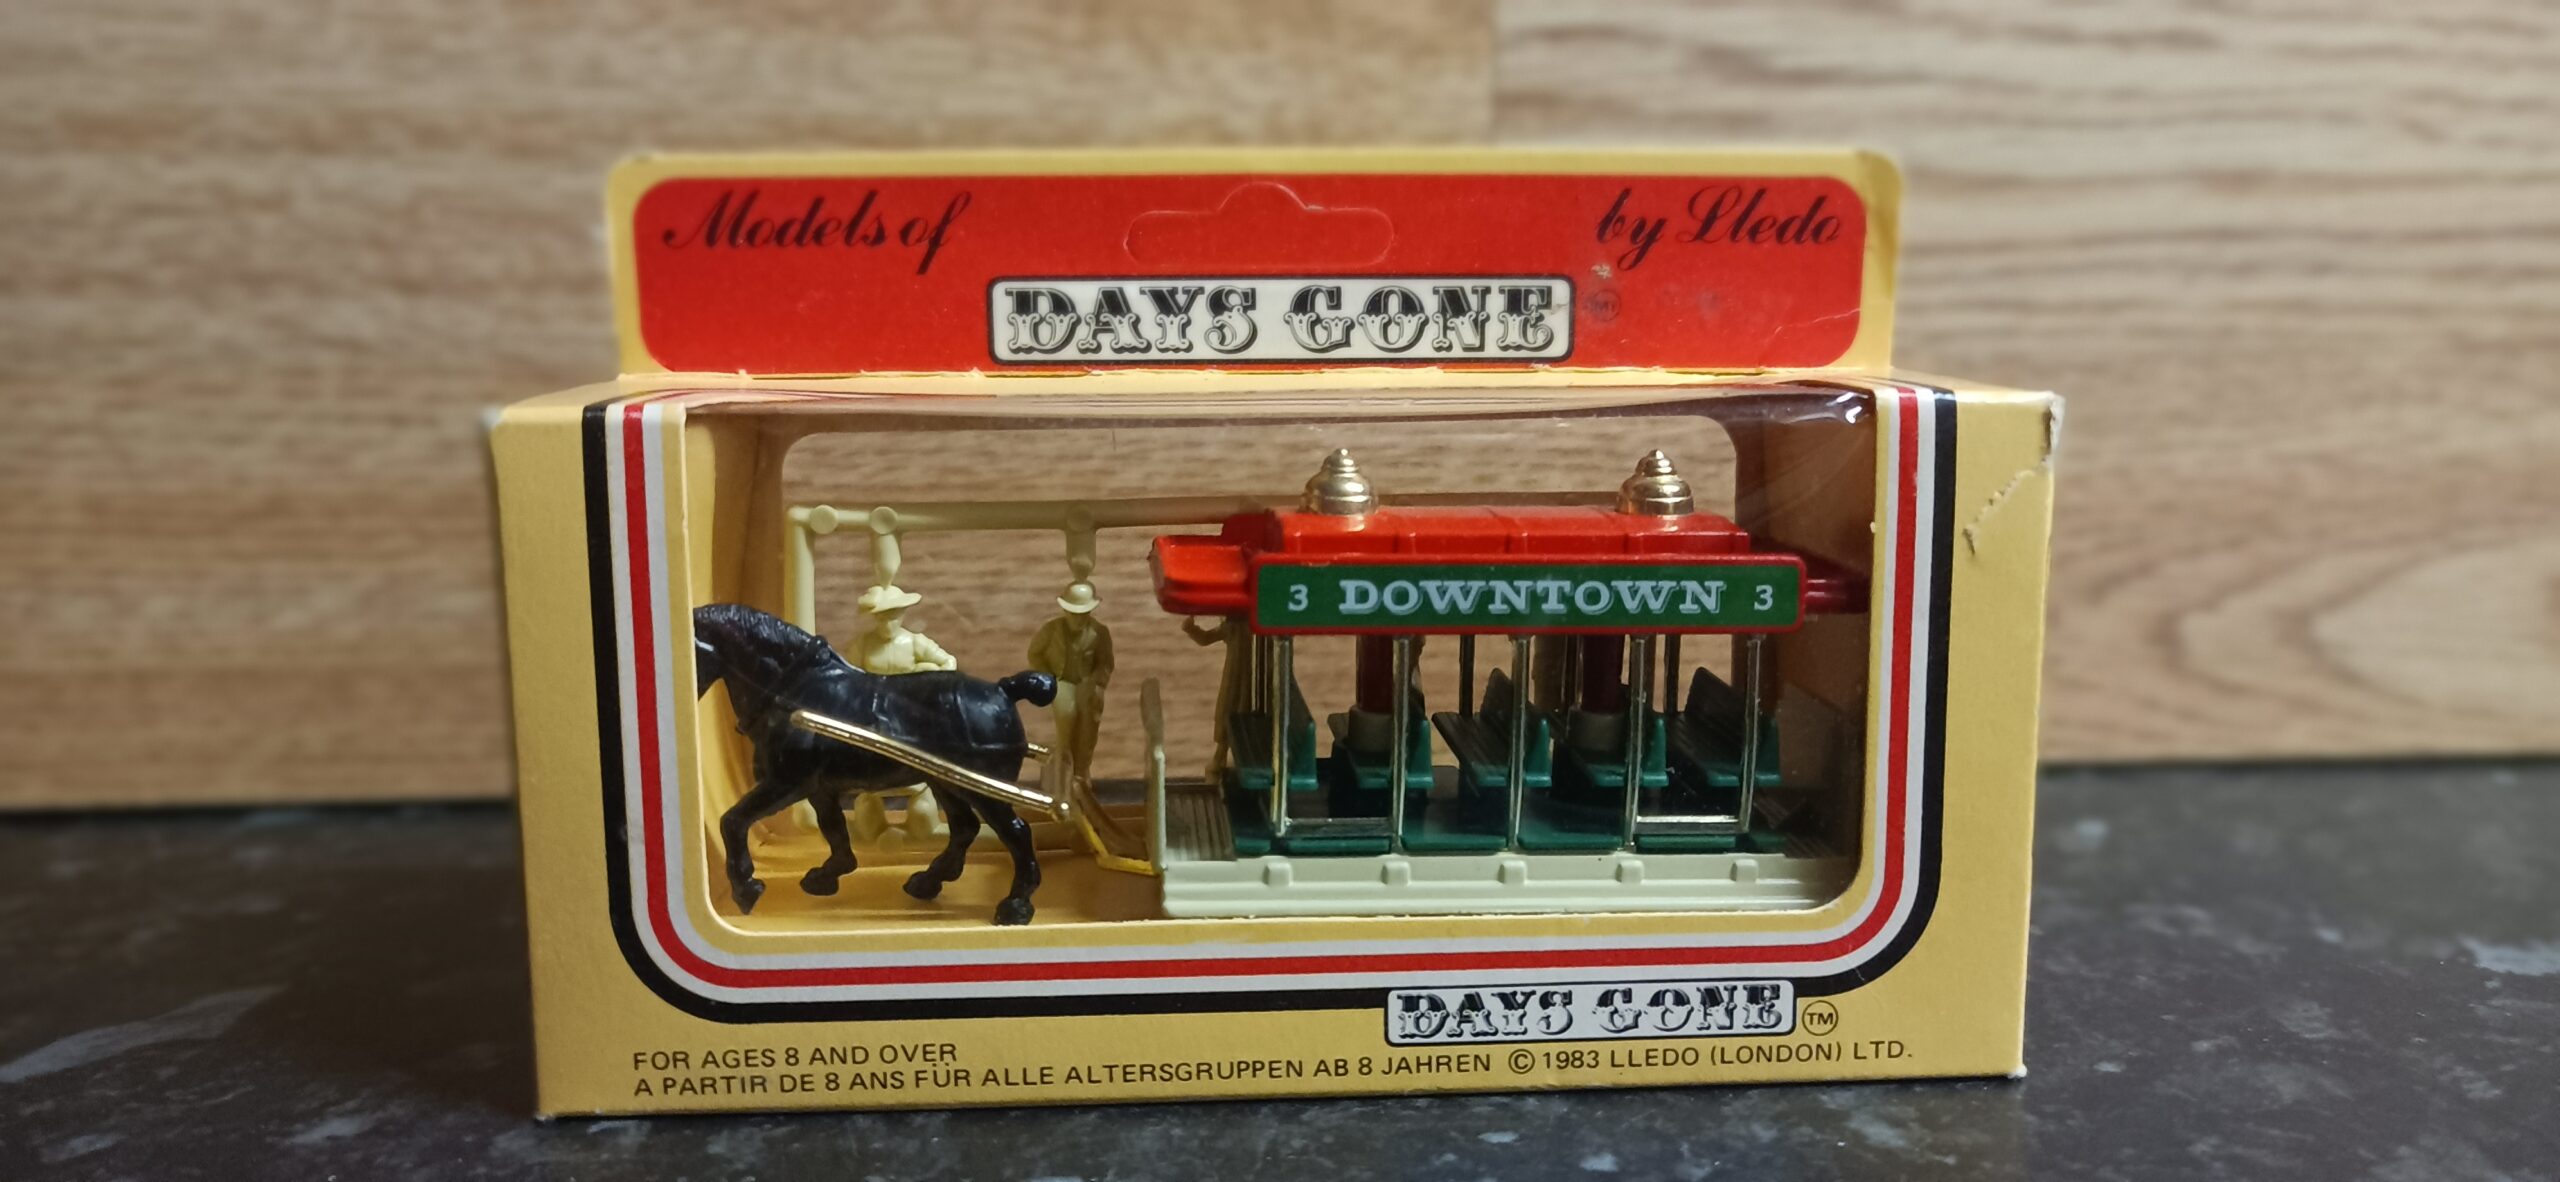 Models of
by Lledo
DAYS GONE
TM
3 DOWNTOWN 3
DAYS GONE
TM
FOR AGES 8 AND OVER
A PARTIR DE 8 ANS FÜR ALLE ALTERSGRUPPEN AB 8 JAHREN © 1983 LLEDO (LONDON) LTD.